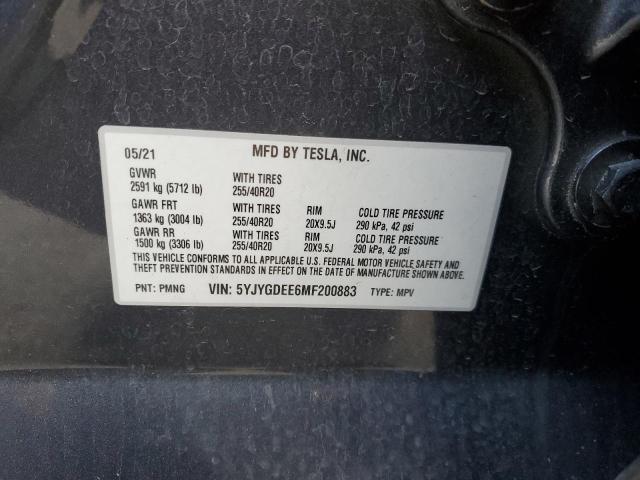 05/21 MFD BY TESLA, INC.
GVWR WITH TIRES
2591 kg (5712 lb) 255/40R20
GAWR FRT WITH TIRES RIM COLD TIRE PRESSURE
1363 kg (3004 lb) 255/40R20 20X9.5J 290 kPa, 42 psi
GAWR RR WITH TIRES RIM COLD TIRE PRESSURE
1500 kg (3306 lb) 255/40R20 20X9.5J 290 kPa, 42 psi
THIS VEHICLE CONFORMS TO ALL APPLICABLE U.S. FEDERAL MOTOR VEHICLE SAFETY AND
THEFT PREVENTION STANDARDS IN EFFECT ON THE DATE OF MANUFACTURE SHOWN ABOVE.
PNT: PMNG VIN: 5YJYGDEE6MF200883 TYPE: MPV